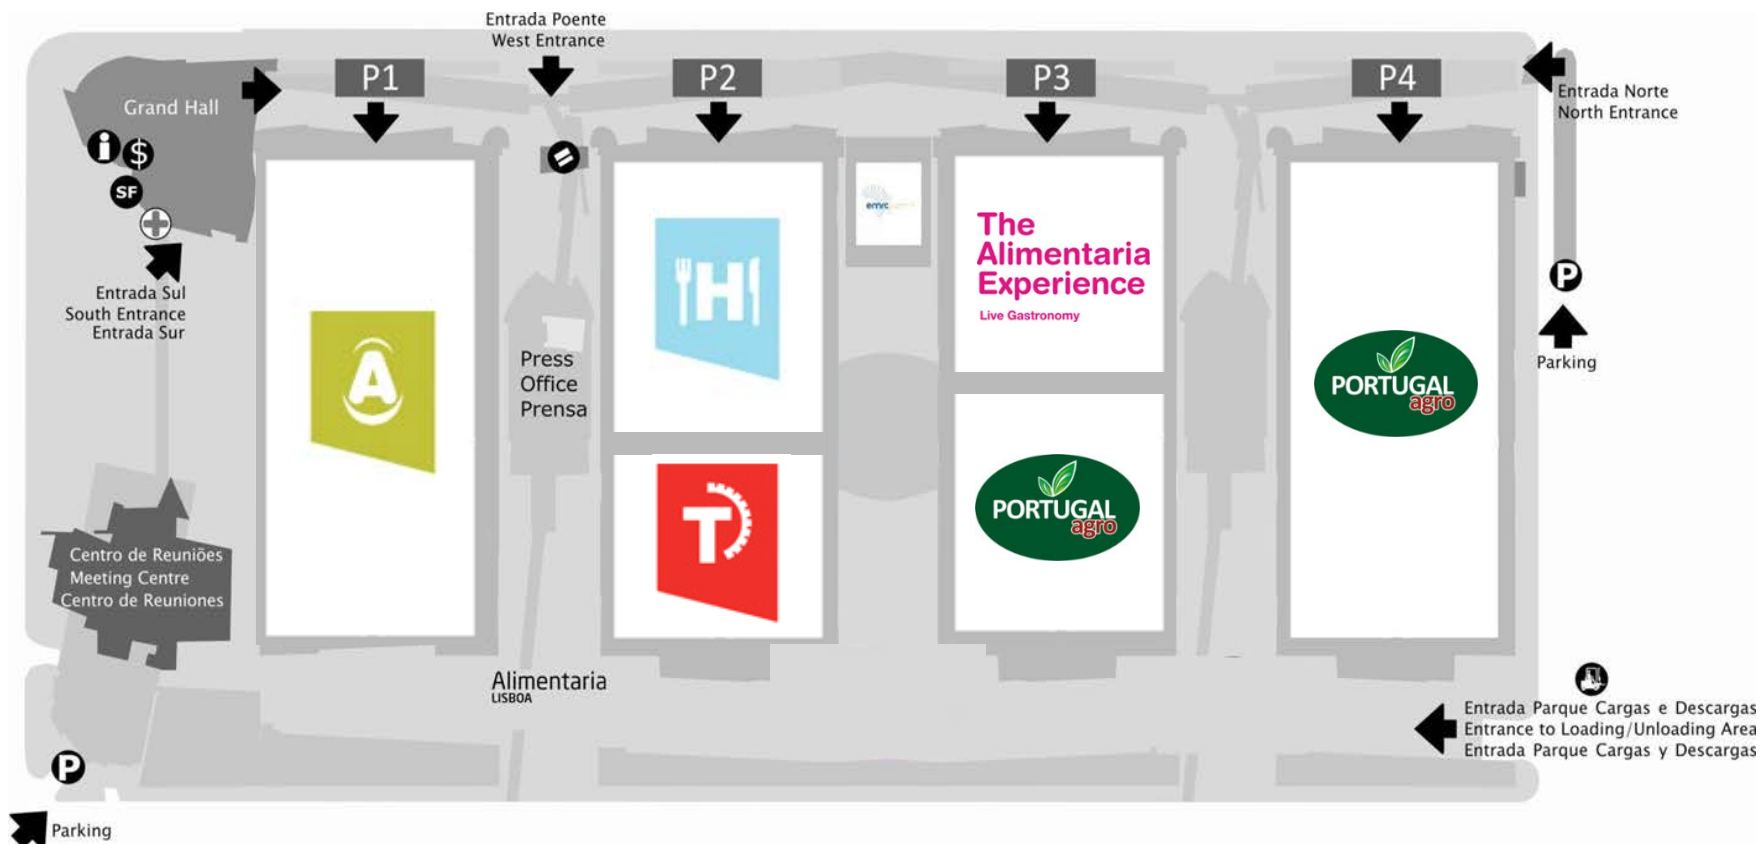 Entrada Poente
West Entrance
P1
P2
P3
P4
Entrada Norte
North Entrance
Grand Hall
i
$
SF
Entrada Sul
South Entrance
Entrada Sur
emrc
H
The
Alimentaria
Experience
Live Gastronomy
P
Parking
A
Press
Office
Prensa
PORTUGAL
agro
T
PORTUGAL
agro
Centro de Reuniões
Meeting Centre
Centro de Reuniones
Alimentaria
LISBOA
Entrada Parque Cargas e Descargas
Entrance to Loading/Unloading Area
Entrada Parque Cargas y Descargas
P
Parking